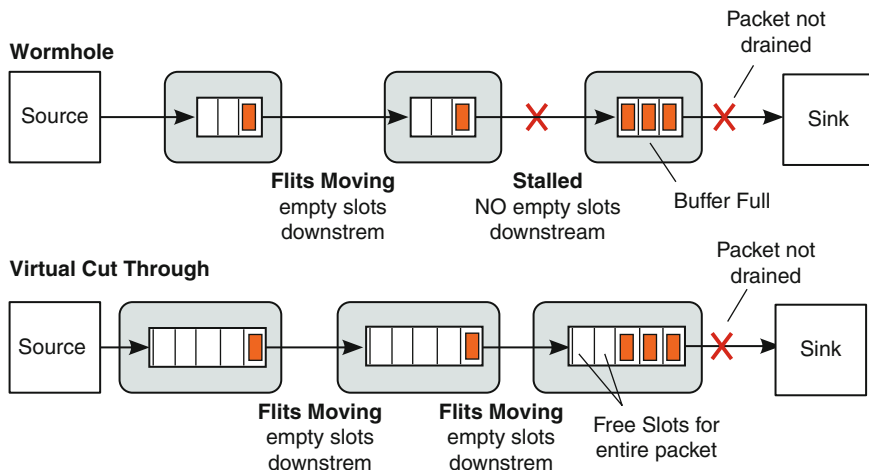 Packet not
drained
Wormhole
Source
Sink
Flits Moving
empty slots
downstrem
Stalled
NO empty slots
downstream
Buffer Full
Virtual Cut Through
Packet not
drained
Source
Sink
Flits Moving
empty slots
downstrem
Flits Moving
empty slots
downstrem
Free Slots for
entire packet